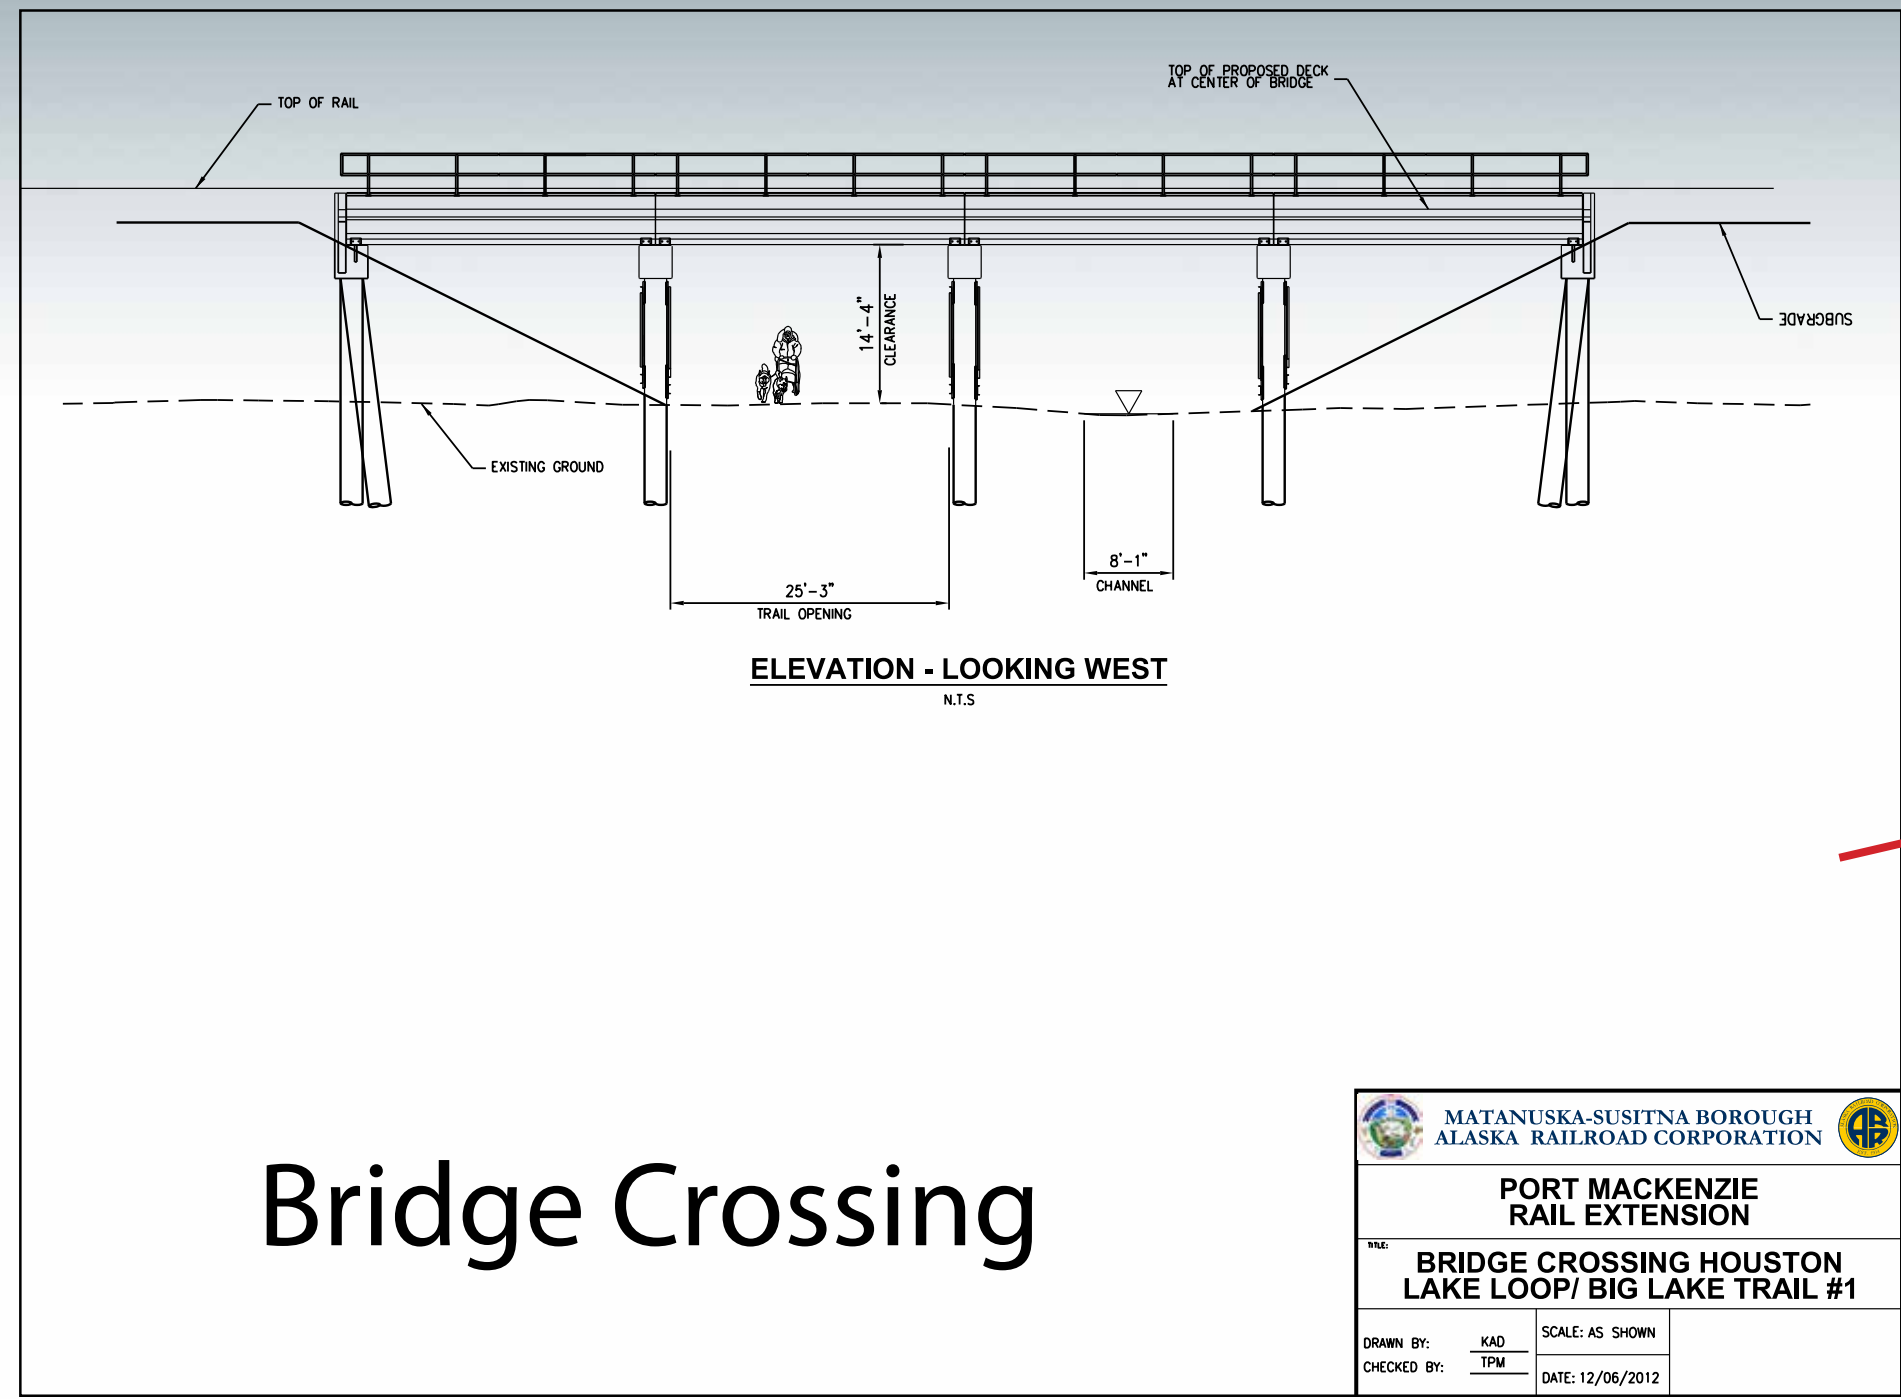 TOP OF PROPOSED DECK
AT CENTER OF BRIDGE
TOP OF RAIL
14'-4"
CLEARANCE
SUBGRADE
EXISTING GROUND
8'-1"
CHANNEL
25'-3"
TRAIL OPENING
ELEVATION - LOOKING WEST
N.T.S
Bridge Crossing
MATANUSKA-SUSITNA BOROUGH
ALASKA RAILROAD CORPORATION
ARR
PORT MACKENZIE
RAIL EXTENSION
TITLE:
BRIDGE CROSSING HOUSTON
LAKE LOOP/ BIG LAKE TRAIL #1
DRAWN BY: KAD
CHECKED BY: TPM
SCALE: AS SHOWN
DATE: 12/06/2012